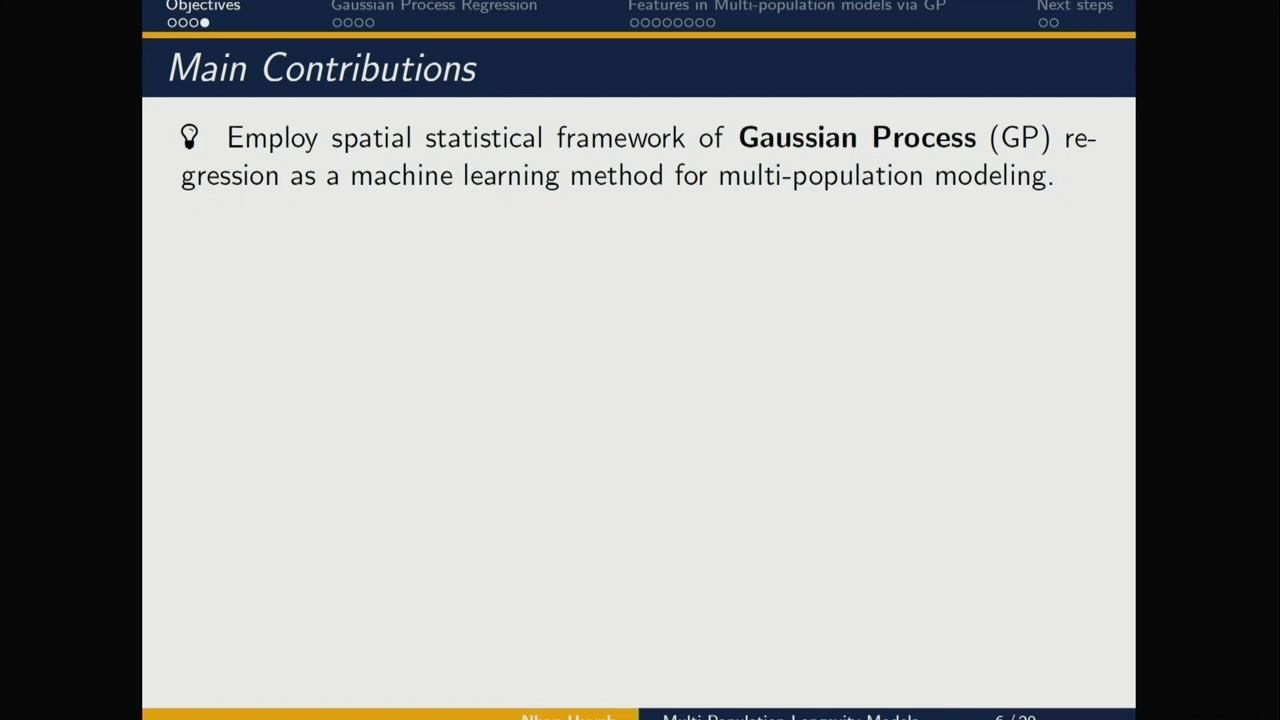 Objectives Gaussian Process Regression Features in Multi-population models via GP Next steps
Main Contributions
Employ spatial statistical framework of Gaussian Process (GP) re-
gression as a machine learning method for multi-population modeling.
Nhan Huynh Multi-Population Longevity Models 6 / 20